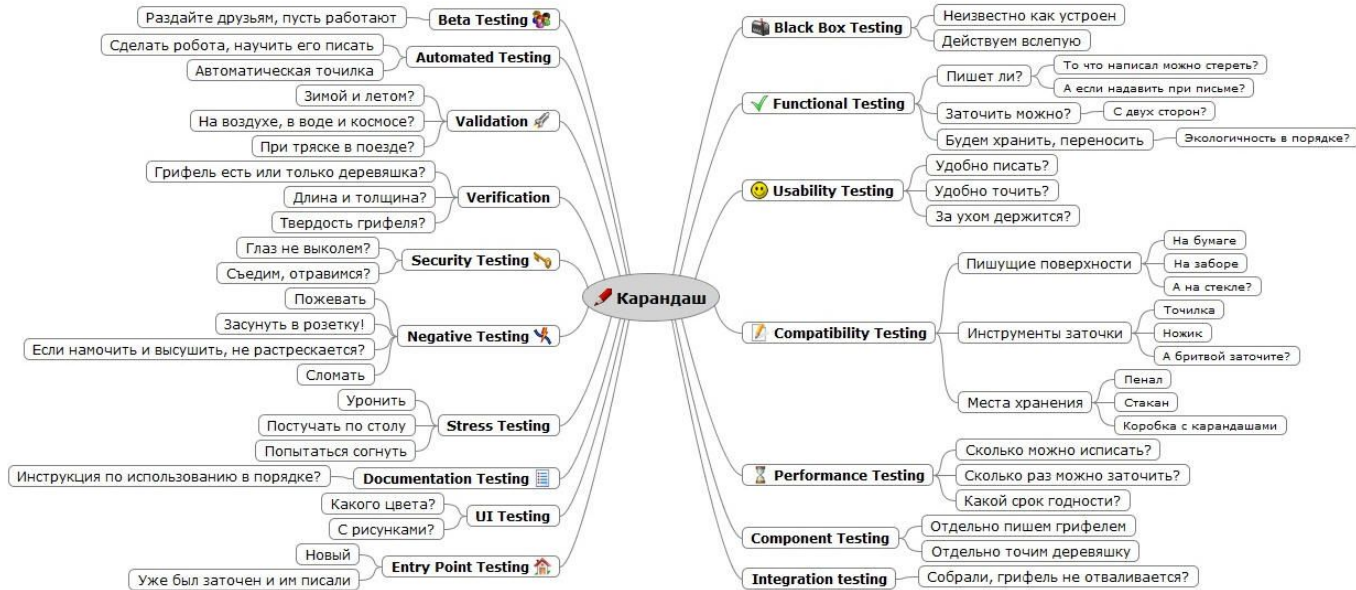 Карандаш
Beta Testing
Раздайте друзьям, пусть работают
Automated Testing
Сделать робота, научить его писать
Автоматическая точилка
Validation
Зимой и летом?
На воздухе, в воде и космосе?
При тряске в поезде?
Verification
Грифель есть или только деревяшка?
Длина и толщина?
Твердость грифеля?
Security Testing
Глаз не выколем?
Съедим, отравимся?
Negative Testing
Пожевать
Засунуть в розетку!
Если намочить и высушить, не растрескается?
Сломать
Stress Testing
Уронить
Постучать по столу
Попытаться согнуть
Documentation Testing
Инструкция по использованию в порядке?
UI Testing
Какого цвета?
С рисунками?
Entry Point Testing
Новый
Уже был заточен и им писали
Black Box Testing
Неизвестно как устроен
Действуем вслепую
Functional Testing
Пишет ли?
То что написал можно стереть?
А если надавить при письме?
Заточить можно?
С двух сторон?
Будем хранить, переносить
Экологичность в порядке?
Usability Testing
Удобно писать?
Удобно точить?
За ухом держится?
Compatibility Testing
Пишущие поверхности
На бумаге
На заборе
А на стекле?
Инструменты заточки
Точилка
Ножик
А бритвой заточите?
Места хранения
Пенал
Стакан
Коробка с карандашами
Performance Testing
Сколько можно исписать?
Сколько раз можно заточить?
Какой срок годности?
Component Testing
Отдельно пишем грифелем
Отдельно точим деревяшку
Integration testing
Собрали, грифель не отваливается?